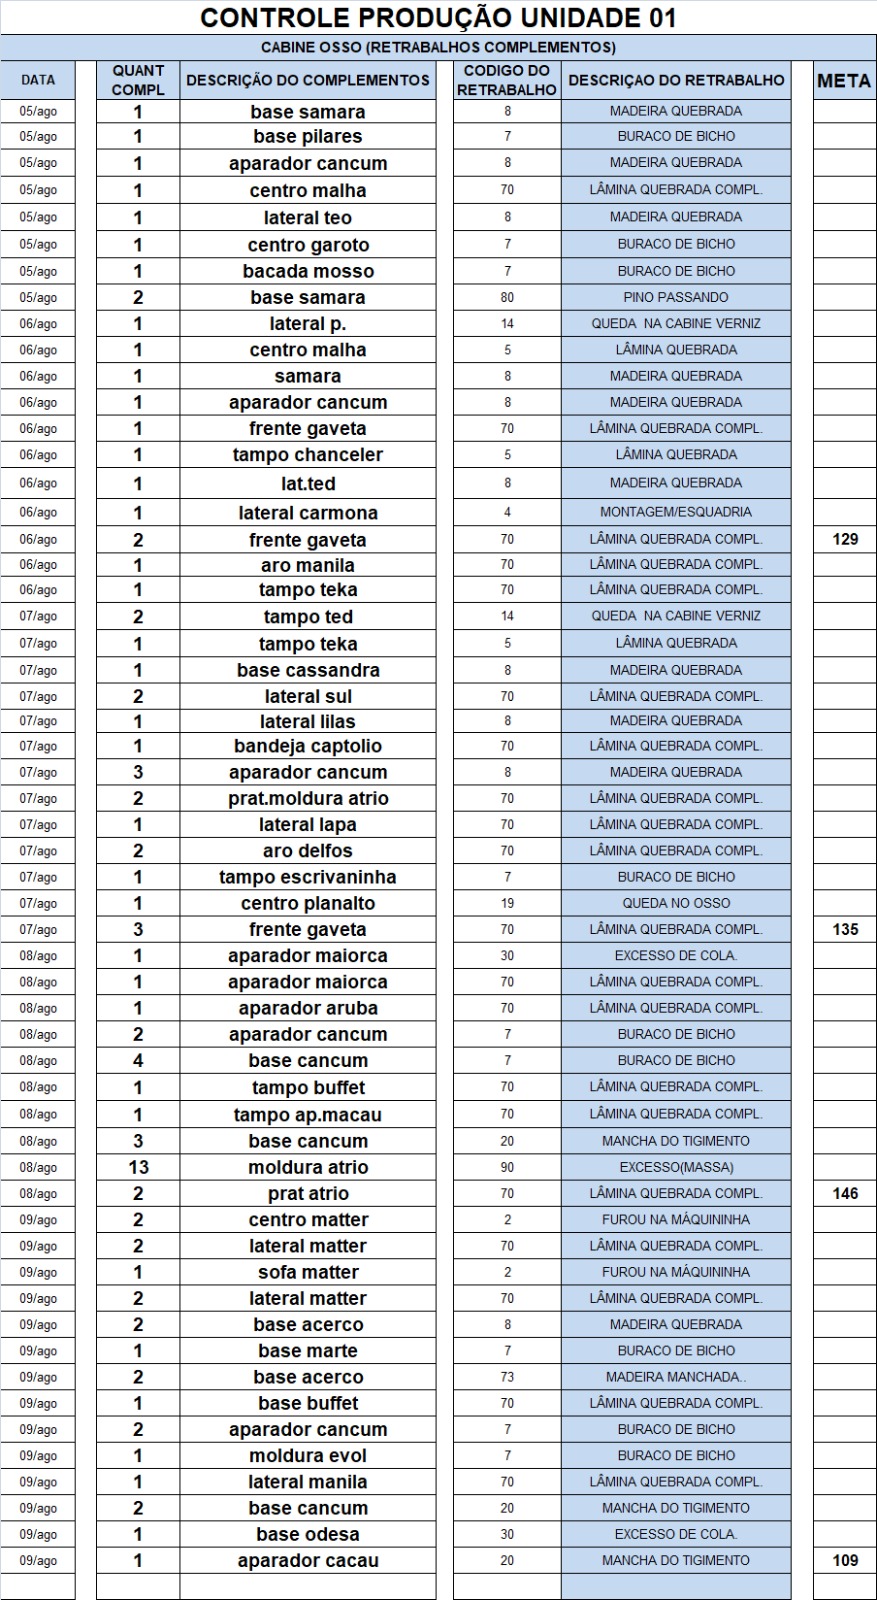 CONTROLE PRODUÇÃO UNIDADE 01
CABINE OSSO (RETRABALHOS COMPLEMENTOS)
DATA QUANT COMPL DESCRIÇÃO DO COMPLEMENTOS CODIGO DO RETRABALHO DESCRIÇAO DO RETRABALHO META
05/ago 1 base samara 8 MADEIRA QUEBRADA
05/ago 1 base pilares 7 BURACO DE BICHO
05/ago 1 aparador cancum 8 MADEIRA QUEBRADA
05/ago 1 centro malha 70 LÂMINA QUEBRADA COMPL.
05/ago 1 lateral teo 8 MADEIRA QUEBRADA
05/ago 1 centro garoto 7 BURACO DE BICHO
05/ago 1 bacada mosso 7 BURACO DE BICHO
05/ago 2 base samara 80 PINO PASSANDO
06/ago 1 lateral p. 14 QUEDA NA CABINE VERNIZ
06/ago 1 centro malha 5 LÂMINA QUEBRADA
06/ago 1 samara 8 MADEIRA QUEBRADA
06/ago 1 aparador cancum 8 MADEIRA QUEBRADA
06/ago 1 frente gaveta 70 LÂMINA QUEBRADA COMPL.
06/ago 1 tampo chanceler 5 LÂMINA QUEBRADA
06/ago 1 lat.ted 8 MADEIRA QUEBRADA
06/ago 1 lateral carmona 4 MONTAGEM/ESQUADRIA
06/ago 2 frente gaveta 70 LÂMINA QUEBRADA COMPL. 129
06/ago 1 aro manila 70 LÂMINA QUEBRADA COMPL.
06/ago 1 tampo teka 70 LÂMINA QUEBRADA COMPL.
07/ago 2 tampo ted 14 QUEDA NA CABINE VERNIZ
07/ago 1 tampo teka 5 LÂMINA QUEBRADA
07/ago 1 base cassandra 8 MADEIRA QUEBRADA
07/ago 2 lateral sul 70 LÂMINA QUEBRADA COMPL.
07/ago 1 lateral lilas 8 MADEIRA QUEBRADA
07/ago 1 bandeja captolio 70 LÂMINA QUEBRADA COMPL.
07/ago 3 aparador cancum 8 MADEIRA QUEBRADA
07/ago 2 prat.moldura atrio 70 LÂMINA QUEBRADA COMPL.
07/ago 1 lateral lapa 70 LÂMINA QUEBRADA COMPL.
07/ago 2 aro delfos 70 LÂMINA QUEBRADA COMPL.
07/ago 1 tampo escrivaninha 7 BURACO DE BICHO
07/ago 1 centro planalto 19 QUEDA NO OSSO
07/ago 3 frente gaveta 70 LÂMINA QUEBRADA COMPL. 135
08/ago 1 aparador maiorca 30 EXCESSO DE COLA.
08/ago 1 aparador maiorca 70 LÂMINA QUEBRADA COMPL.
08/ago 1 aparador aruba 70 LÂMINA QUEBRADA COMPL.
08/ago 2 aparador cancum 7 BURACO DE BICHO
08/ago 4 base cancum 7 BURACO DE BICHO
08/ago 1 tampo buffet 70 LÂMINA QUEBRADA COMPL.
08/ago 1 tampo ap.macau 70 LÂMINA QUEBRADA COMPL.
08/ago 3 base cancum 20 MANCHA DO TIGIMENTO
08/ago 13 moldura atrio 90 EXCESSO(MASSA)
08/ago 2 prat atrio 70 LÂMINA QUEBRADA COMPL. 146
09/ago 2 centro matter 2 FUROU NA MÁQUININHA
09/ago 2 lateral matter 70 LÂMINA QUEBRADA COMPL.
09/ago 1 sofa matter 2 FUROU NA MÁQUININHA
09/ago 2 lateral matter 70 LÂMINA QUEBRADA COMPL.
09/ago 2 base acerco 8 MADEIRA QUEBRADA
09/ago 1 base marte 7 BURACO DE BICHO
09/ago 2 base acerco 73 MADEIRA MANCHADA..
09/ago 1 base buffet 70 LÂMINA QUEBRADA COMPL.
09/ago 2 aparador cancum 7 BURACO DE BICHO
09/ago 1 moldura evol 7 BURACO DE BICHO
09/ago 1 lateral manila 70 LÂMINA QUEBRADA COMPL.
09/ago 2 base cancum 20 MANCHA DO TIGIMENTO
09/ago 1 base odesa 30 EXCESSO DE COLA.
09/ago 1 aparador cacau 20 MANCHA DO TIGIMENTO 109